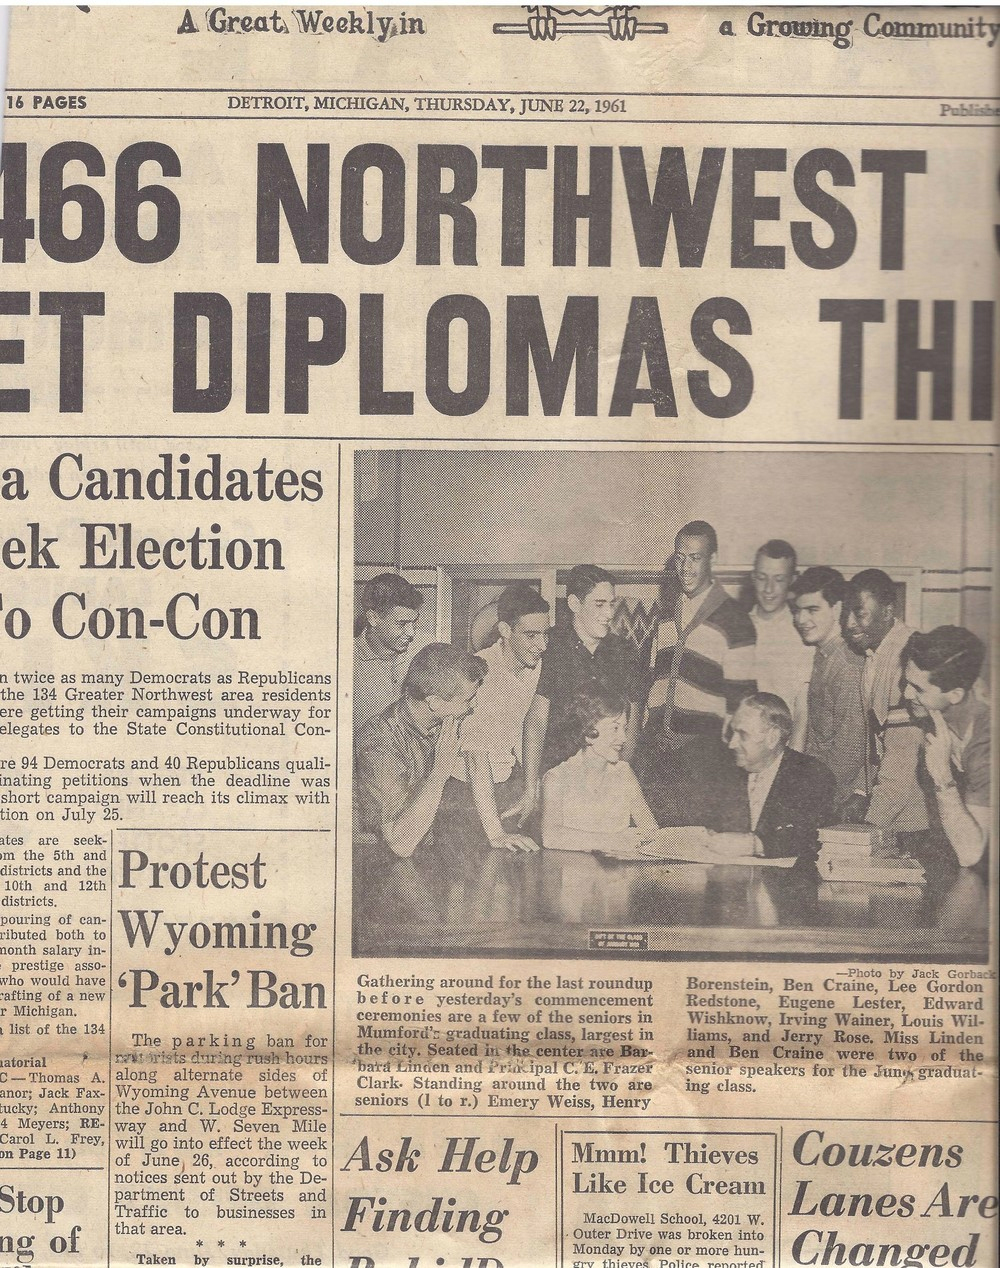 A Great Weekly in a Growing Community
16 PAGES DETROIT, MICHIGAN, THURSDAY, JUNE 22, 1961
466 NORTHWEST
ET DIPLOMAS THI
a Candidates
ek Election
o Con-Con
n twice as many Democrats as Republicans
the 134 Greater Northwest area residents
ere getting their campaigns underway for
elegates to the State Constitutional Con-
re 94 Democrats and 40 Republicans quali-
inating petitions when the deadline was
short campaign will reach its climax with
tion on July 25.
ates are seek-
om the 5th and
districts and the
10th and 12th
districts.
pouring of can-
ributed both to
month salary in-
prestige asso-
who would have
rafting of a new
r Michigan.
list of the 134
natorial
C — Thomas A.
anor; Jack Fax-
tucky; Anthony
4 Meyers; RE-
Carol L. Frey,
on Page 11)
Stop
ng of
Protest
Wyoming
'Park' Ban
The parking ban for
motorists during rush hours
along alternate sides of
Wyoming Avenue between
the John C. Lodge Express-
way and W. Seven Mile
will go into effect the week
of June 26, according to
notices sent out by the De-
partment of Streets and
Traffic to businesses in
that area.
* * *
Taken by surprise, the
GIFT OF THE CLASS
—Photo by Jack Gorback
Gathering around for the last roundup
before yesterday's commencement
ceremonies are a few of the seniors in
Mumford's graduating class, largest in
the city. Seated in the center are Bar-
bara Linden and Principal C. E. Frazer
Clark. Standing around the two are
seniors (l to r.) Emery Weiss, Henry
Borenstein, Ben Craine, Lee Gordon
Redstone, Eugene Lester, Edward
Wishknow, Irving Wainer, Louis Wil-
liams, and Jerry Rose. Miss Linden
and Ben Craine were two of the
senior speakers for the June graduat-
ing class.
Ask Help
Finding
Mmm! Thieves
Like Ice Cream
MacDowell School, 4201 W.
Outer Drive was broken into
Monday by one or more hun-
gry thieves. Police reported
Couzens
Lanes Are
Changed